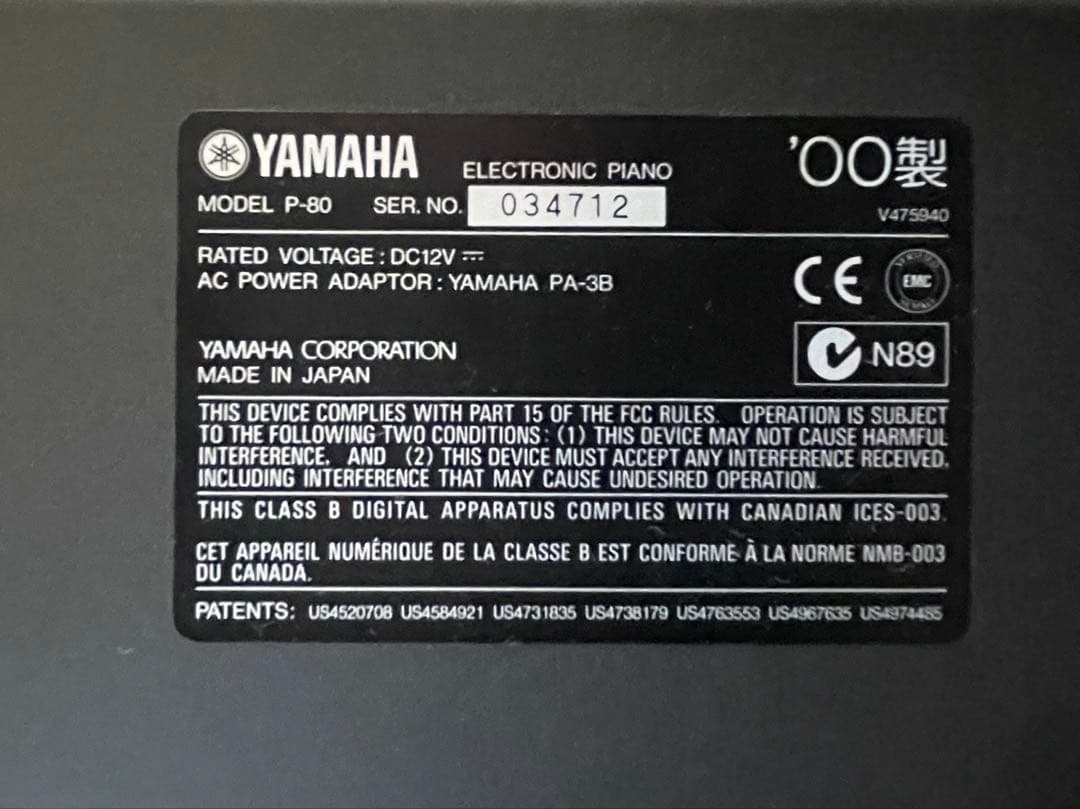 YAMAHA ELECTRONIC PIANO '00製
MODEL P-80 SER. NO. 034712 V475940
RATED VOLTAGE : DC12V ⎓
AC POWER ADAPTOR : YAMAHA PA-3B
CE EMC
YAMAHA CORPORATION N89
MADE IN JAPAN
THIS DEVICE COMPLIES WITH PART 15 OF THE FCC RULES. OPERATION IS SUBJECT
TO THE FOLLOWING TWO CONDITIONS : (1) THIS DEVICE MAY NOT CAUSE HARMFUL
INTERFERENCE, AND (2) THIS DEVICE MUST ACCEPT ANY INTERFERENCE RECEIVED,
INCLUDING INTERFERENCE THAT MAY CAUSE UNDESIRED OPERATION.
THIS CLASS B DIGITAL APPARATUS COMPLIES WITH CANADIAN ICES-003.
CET APPAREIL NUMÉRIQUE DE LA CLASSE B EST CONFORME À LA NORME NMB-003
DU CANADA.
PATENTS: US4520708 US4584921 US4731835 US4738179 US4763553 US4967635 US4974485